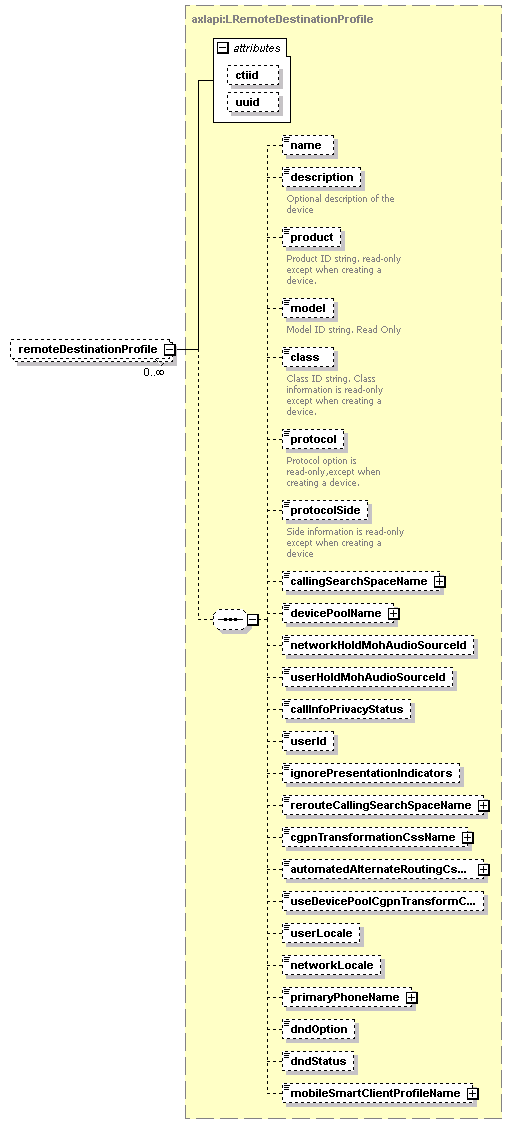 axlapi:LRemoteDestinationProfile
attributes
ctiid
uuid
name
description
Optional description of the
device
product
Product ID string. read-only
except when creating a
device.
model
Model ID string. Read Only
remoteDestinationProfile
0..∞
class
Class ID string. Class
information is read-only
except when creating a
device.
protocol
Protocol option is
read-only,except when
creating a device.
protocolSide
Side information is read-only
except when creating a
device
callingSearchSpaceName
devicePoolName
networkHoldMohAudioSourceId
userHoldMohAudioSourceId
callInfoPrivacyStatus
userId
ignorePresentationIndicators
rerouteCallingSearchSpaceName
cgpnTransformationCssName
automatedAlternateRoutingCs...
useDevicePoolCgpnTransformC...
userLocale
networkLocale
primaryPhoneName
dndOption
dndStatus
mobileSmartClientProfileName